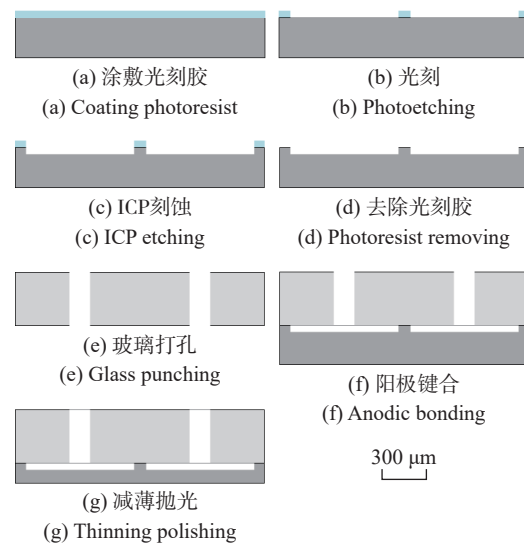 (a) 涂敷光刻胶
(a) Coating photoresist
(b) 光刻
(b) Photoetching
(c) ICP刻蚀
(c) ICP etching
(d) 去除光刻胶
(d) Photoresist removing
(e) 玻璃打孔
(e) Glass punching
(f) 阳极键合
(f) Anodic bonding
(g) 减薄抛光
(g) Thinning polishing
300 μm